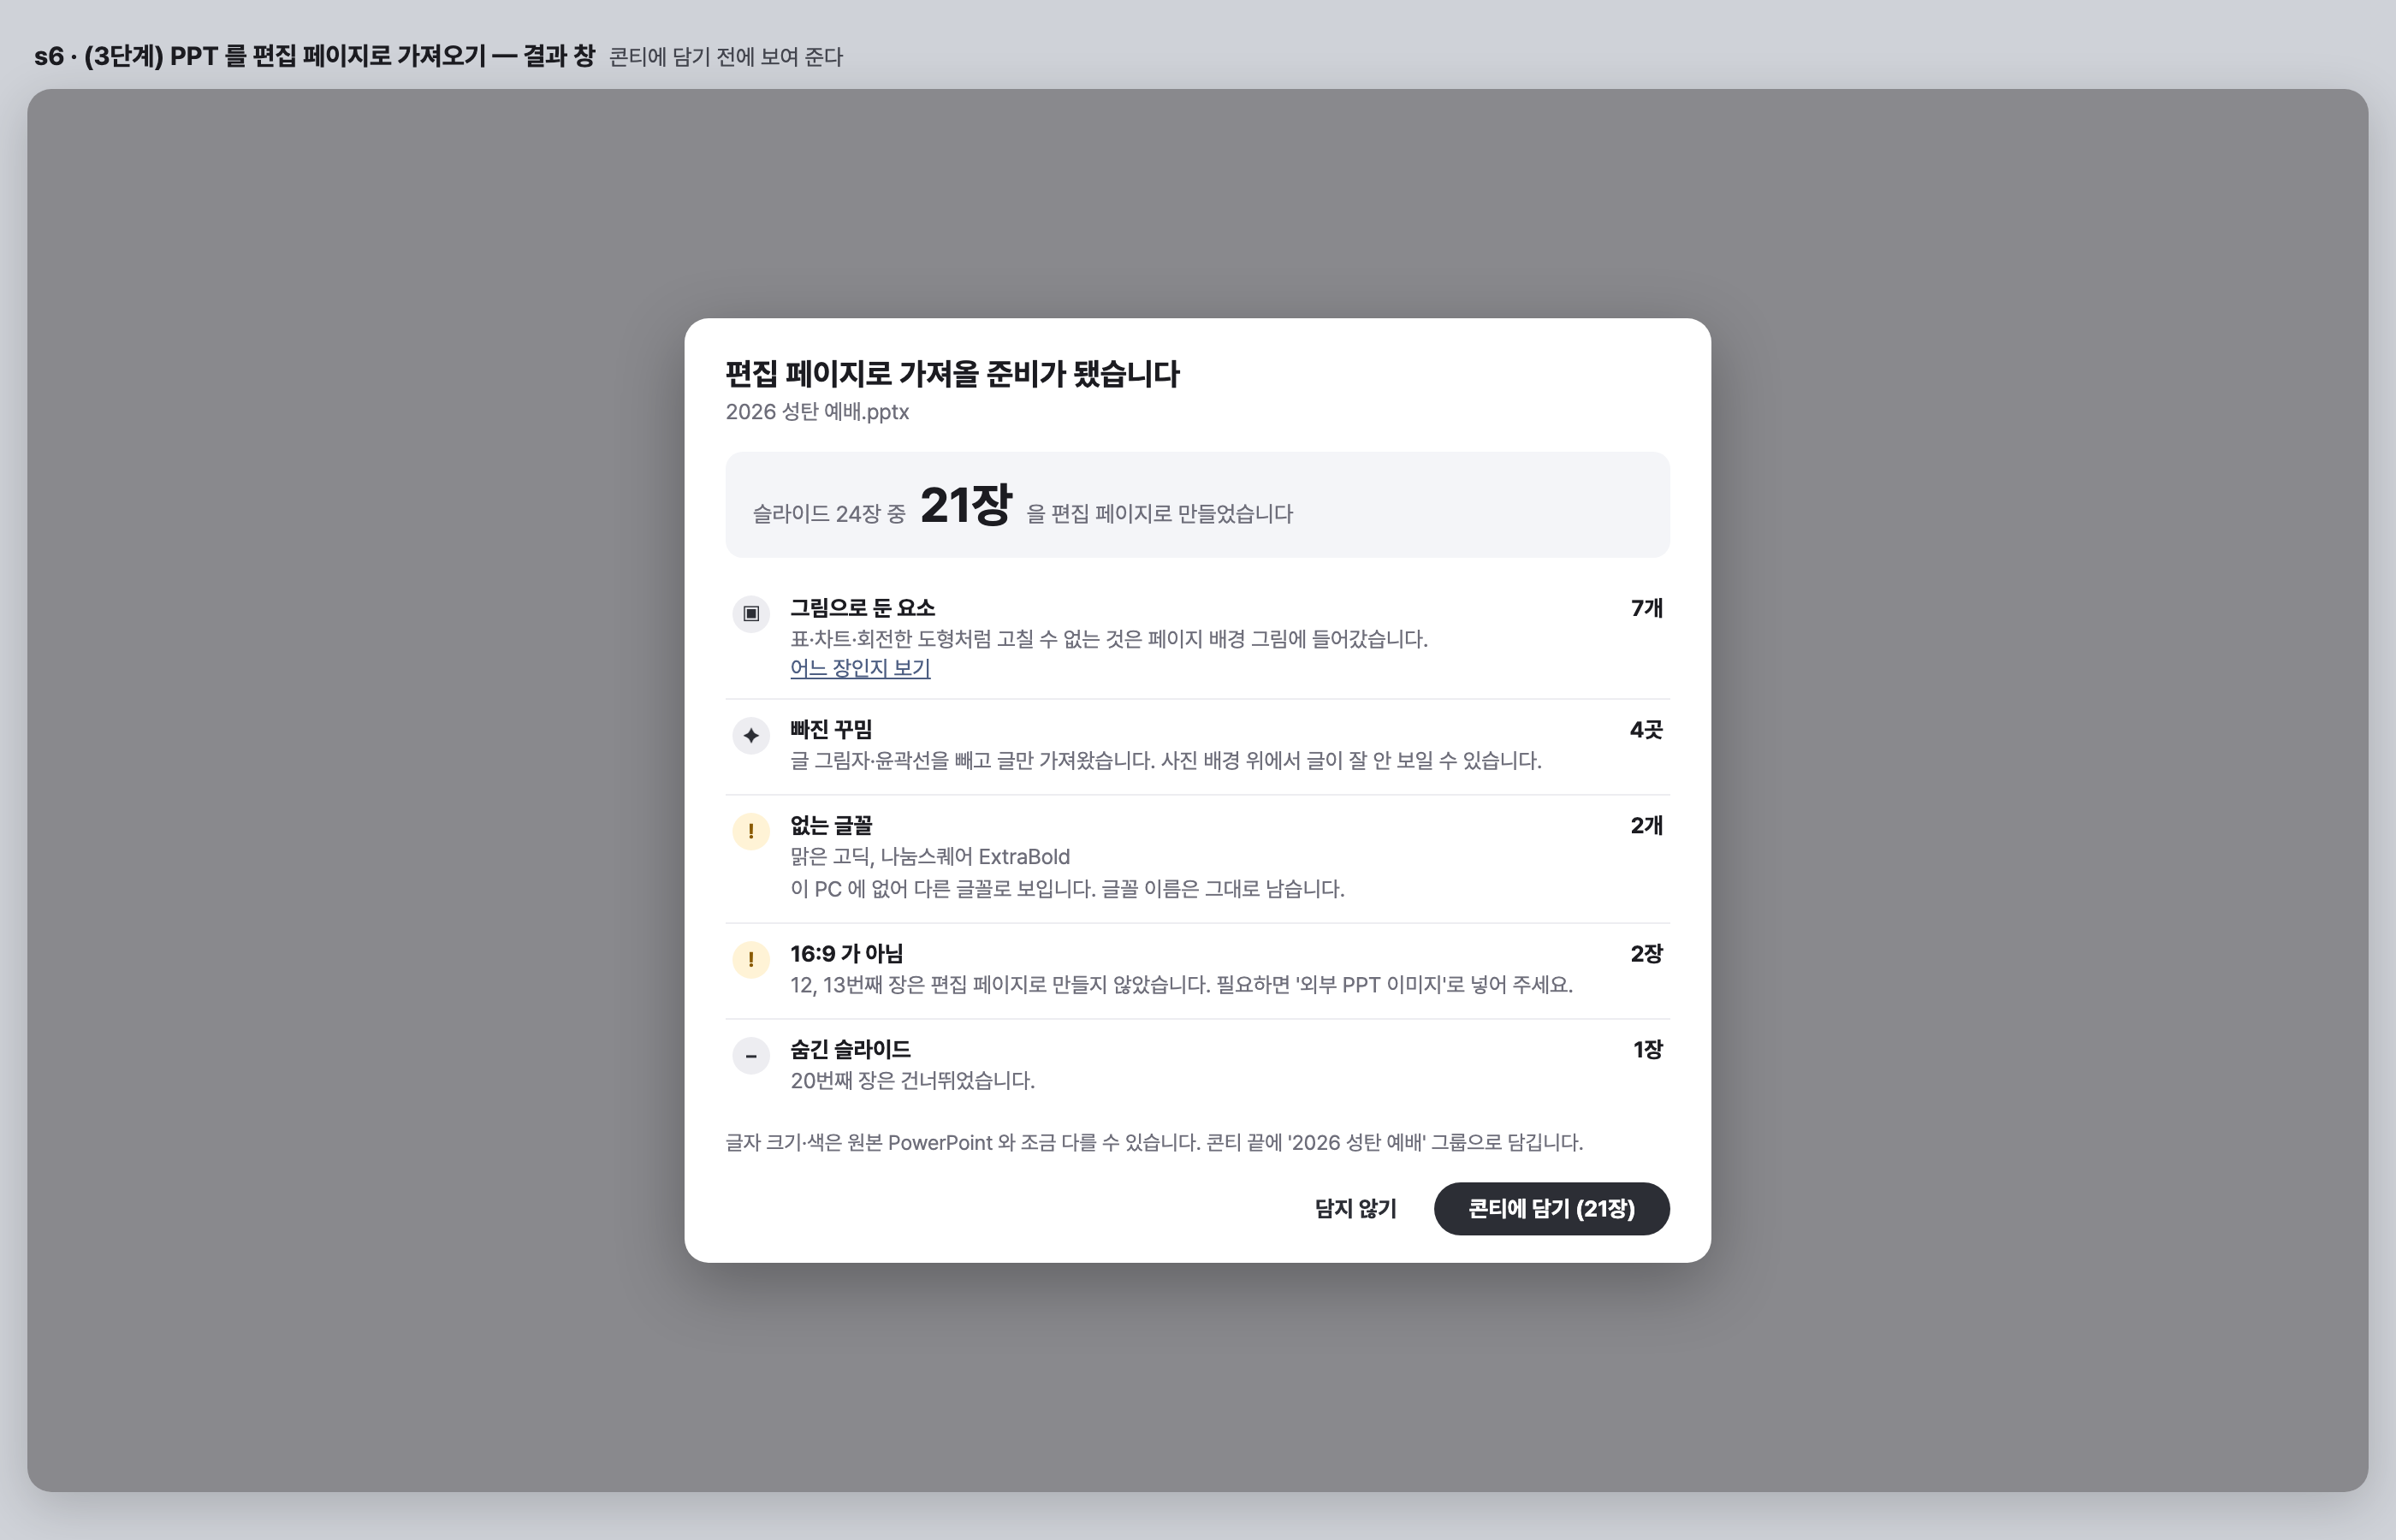 s6 · (3단계) PPT 를 편집 페이지로 가져오기 — 결과 창 콘티에 담기 전에 보여 준다
편집 페이지로 가져올 준비가 됐습니다
2026 성탄 예배.pptx
슬라이드 24장 중 21장 을 편집 페이지로 만들었습니다
그림으로 둔 요소 7개
표·차트·회전한 도형처럼 고칠 수 없는 것은 페이지 배경 그림에 들어갔습니다.
어느 장인지 보기
빠진 꾸밈 4곳
글 그림자·윤곽선을 빼고 글만 가져왔습니다. 사진 배경 위에서 글이 잘 안 보일 수 있습니다.
! 없는 글꼴 2개
맑은 고딕, 나눔스퀘어 ExtraBold
이 PC 에 없어 다른 글꼴로 보입니다. 글꼴 이름은 그대로 남습니다.
! 16:9 가 아님 2장
12, 13번째 장은 편집 페이지로 만들지 않았습니다. 필요하면 '외부 PPT 이미지'로 넣어 주세요.
– 숨긴 슬라이드 1장
20번째 장은 건너뛰었습니다.
글자 크기·색은 원본 PowerPoint 와 조금 다를 수 있습니다. 콘티 끝에 '2026 성탄 예배' 그룹으로 담깁니다.
담지 않기 콘티에 담기 (21장)